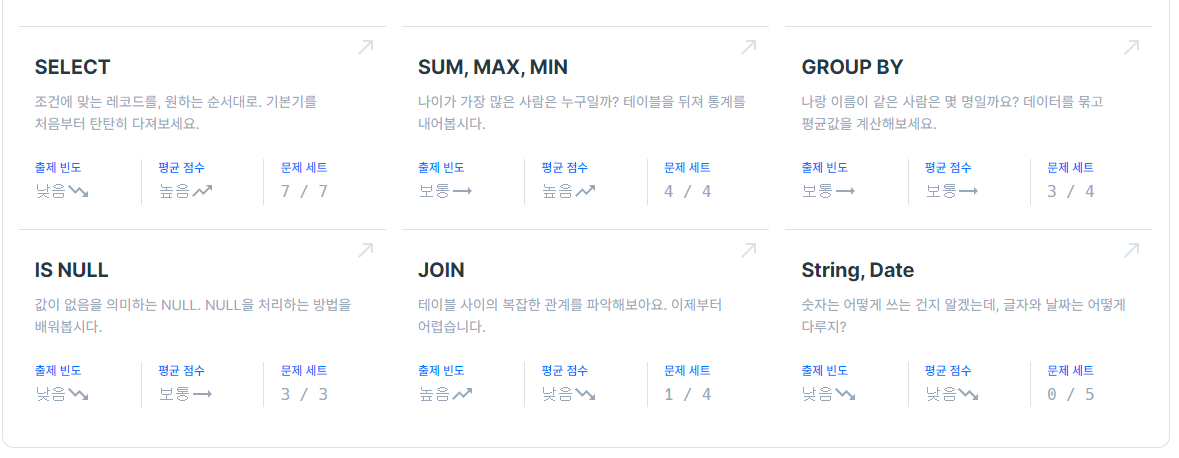 SELECT
조건에 맞는 레코드를, 원하는 순서대로. 기본기를
처음부터 탄탄히 다져보세요.
출제 빈도
평균 점수
문제 세트
낮음
높음
7 / 7
SUM, MAX, MIN
나이가 가장 많은 사람은 누구일까? 테이블을 뒤져 통계를
내어봅시다.
출제 빈도
평균 점수
문제 세트
보통
높음
4 / 4
GROUP BY
나랑 이름이 같은 사람은 몇 명일까요? 데이터를 묶고
평균값을 계산해보세요.
출제 빈도
평균 점수
문제 세트
보통
보통
3 / 4
IS NULL
값이 없음을 의미하는 NULL. NULL을 처리하는 방법을
배워봅시다.
출제 빈도
평균 점수
문제 세트
낮음
보통
3 / 3
JOIN
테이블 사이의 복잡한 관계를 파악해보아요. 이제부터
어렵습니다.
출제 빈도
평균 점수
문제 세트
높음
낮음
1 / 4
String, Date
숫자는 어떻게 쓰는 건지 알겠는데, 글자와 날짜는 어떻게
다루지?
출제 빈도
평균 점수
문제 세트
낮음
낮음
0 / 5